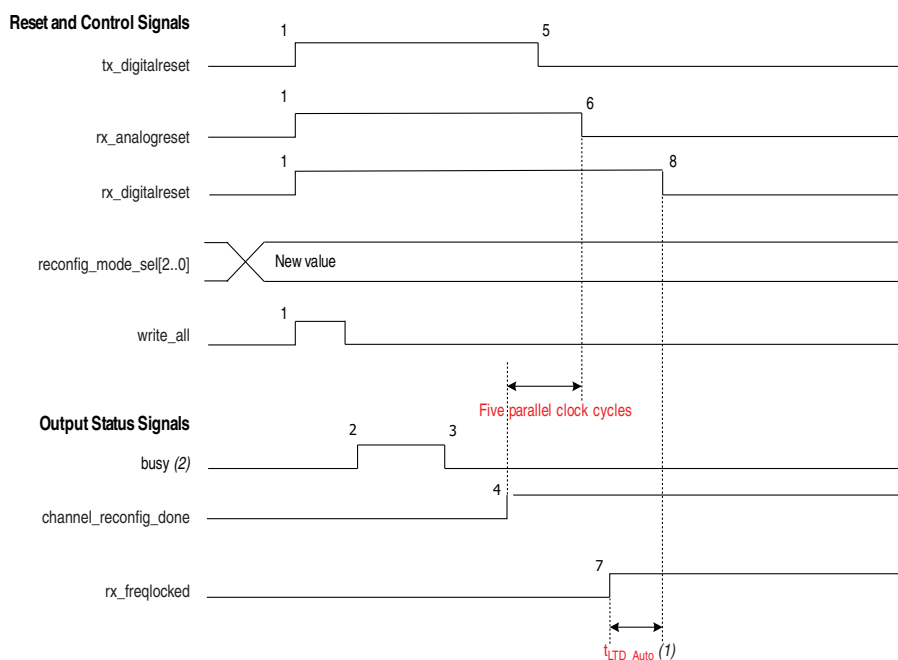 Reset and Control Signals
1 5
tx_digitalreset
1 6
rx_analogreset
1 8
rx_digitalreset
reconfig_mode_sel[2..0] New value
1
write_all
Five parallel clock cycles
Output Status Signals
2 3
busy (2)
4
channel_reconfig_done
7
rx_freqlocked
tLTD_Auto (1)